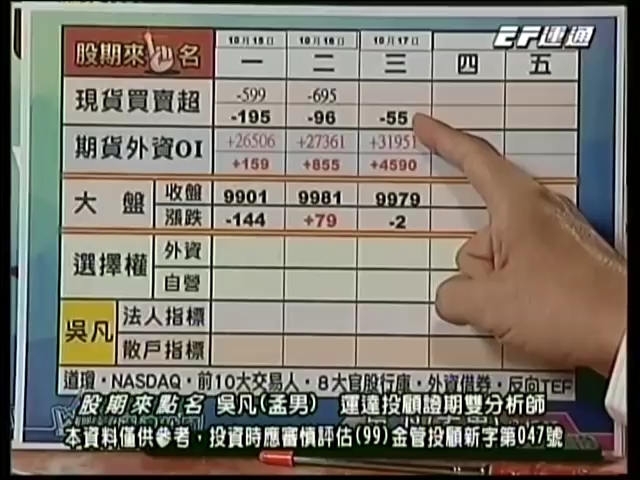 EF運通
股期來點名 10月15日 10月16日 10月17日
一 二 三 四 五
現貨買賣超 -599 -695
-195 -96 -55
期貨外資OI +26506 +27361 +31951
+159 +855 +4590
大盤 收盤 9901 9981 9979
漲跌 -144 +79 -2
選擇權 外資
自營
吳凡 法人指標
散戶指標
道瓊·NASDAQ·前10大交易人·8大官股行庫·外資借券·反向TEF
股期來點名 吳凡(孟男) 運達投顧證期雙分析師
本資料僅供參考,投資時應審慎評估(99)金管投顧新字第047號